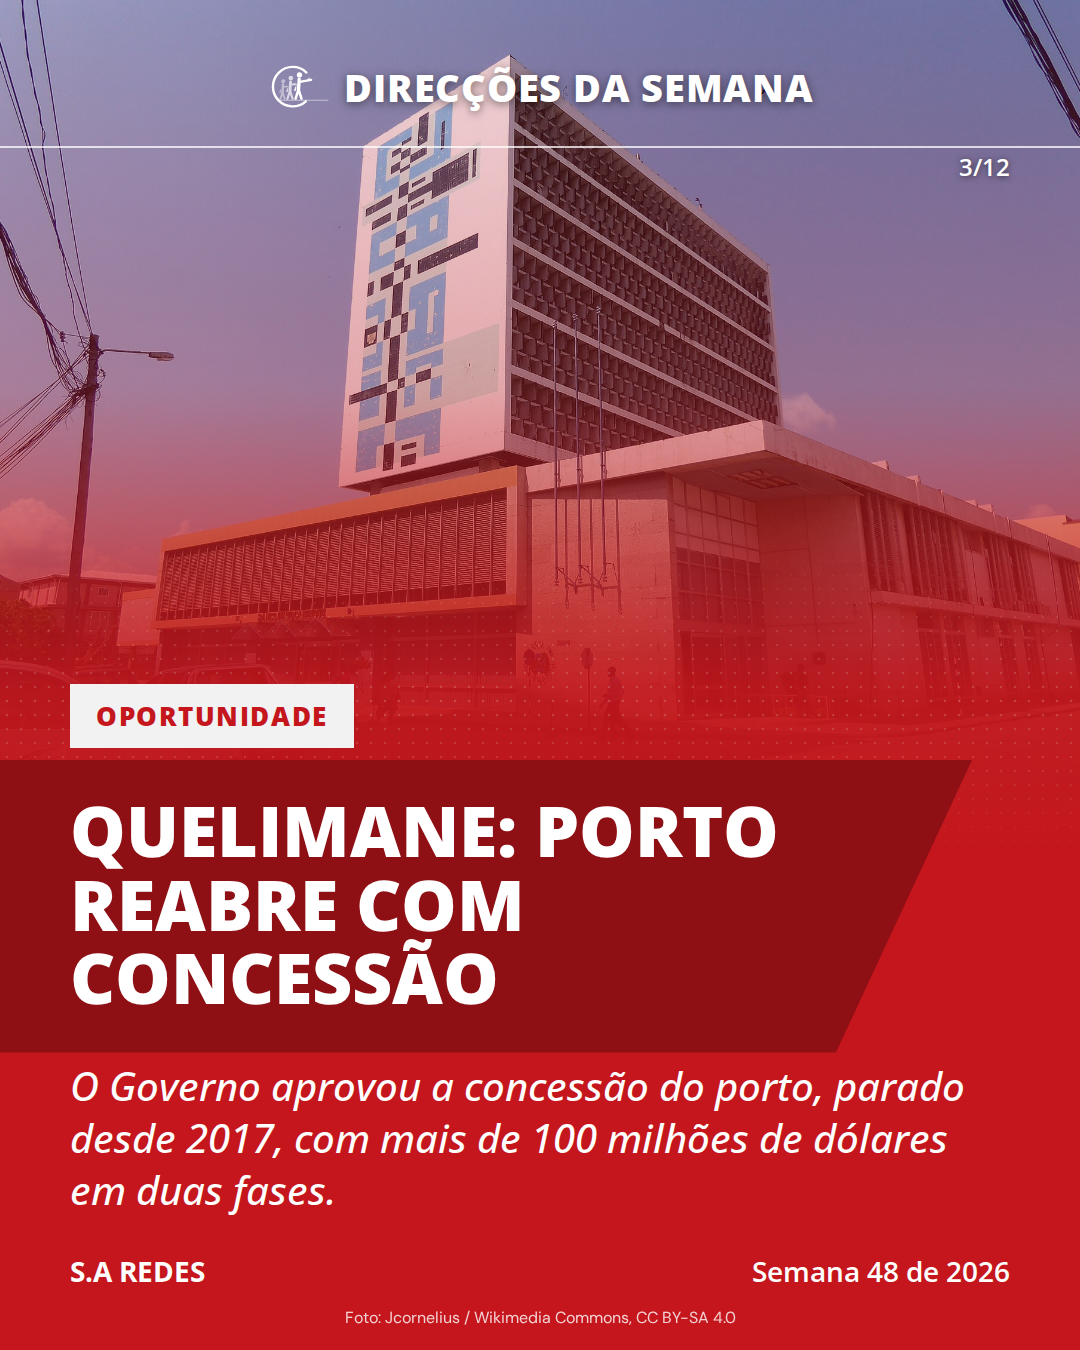 DIRECÇÕES DA SEMANA
3/12
OPORTUNIDADE
QUELIMANE: PORTO
REABRE COM
CONCESSÃO
O Governo aprovou a concessão do porto, parado
desde 2017, com mais de 100 milhões de dólares
em duas fases.
S.A REDES
Semana 48 de 2026
Foto: Jcornelius / Wikimedia Commons, CC BY-SA 4.0